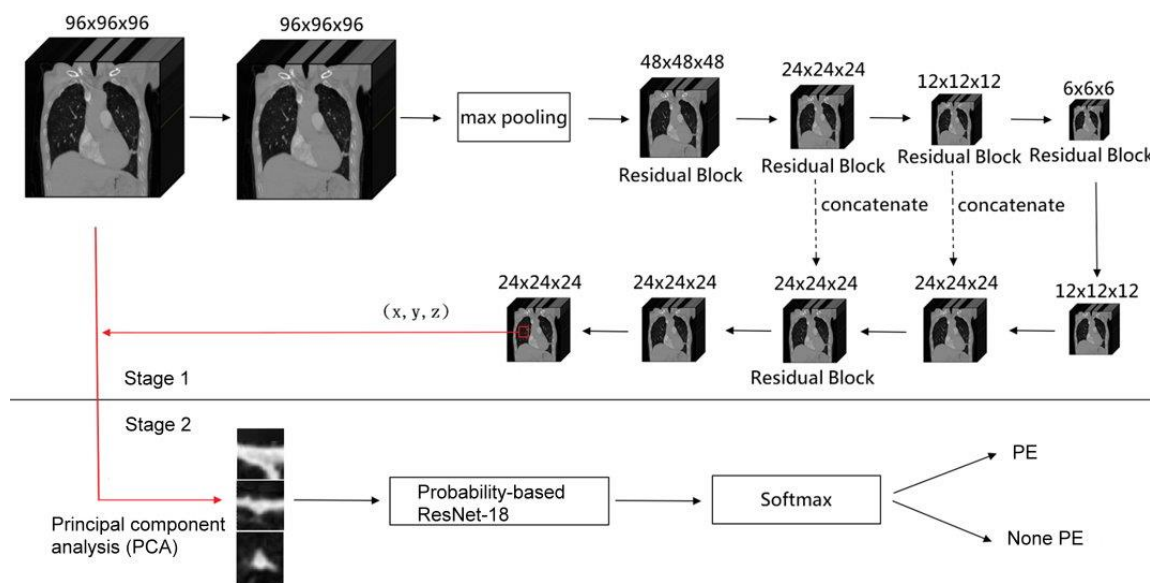 96x96x96
96x96x96
max pooling
48x48x48
Residual Block
24x24x24
Residual Block
12x12x12
Residual Block
6x6x6
Residual Block
concatenate
concatenate
24x24x24
24x24x24
24x24x24
Residual Block
24x24x24
12x12x12
(x,y,z)
Stage 1
Stage 2
Principal component
analysis (PCA)
Probability-based
ResNet-18
Softmax
PE
None PE